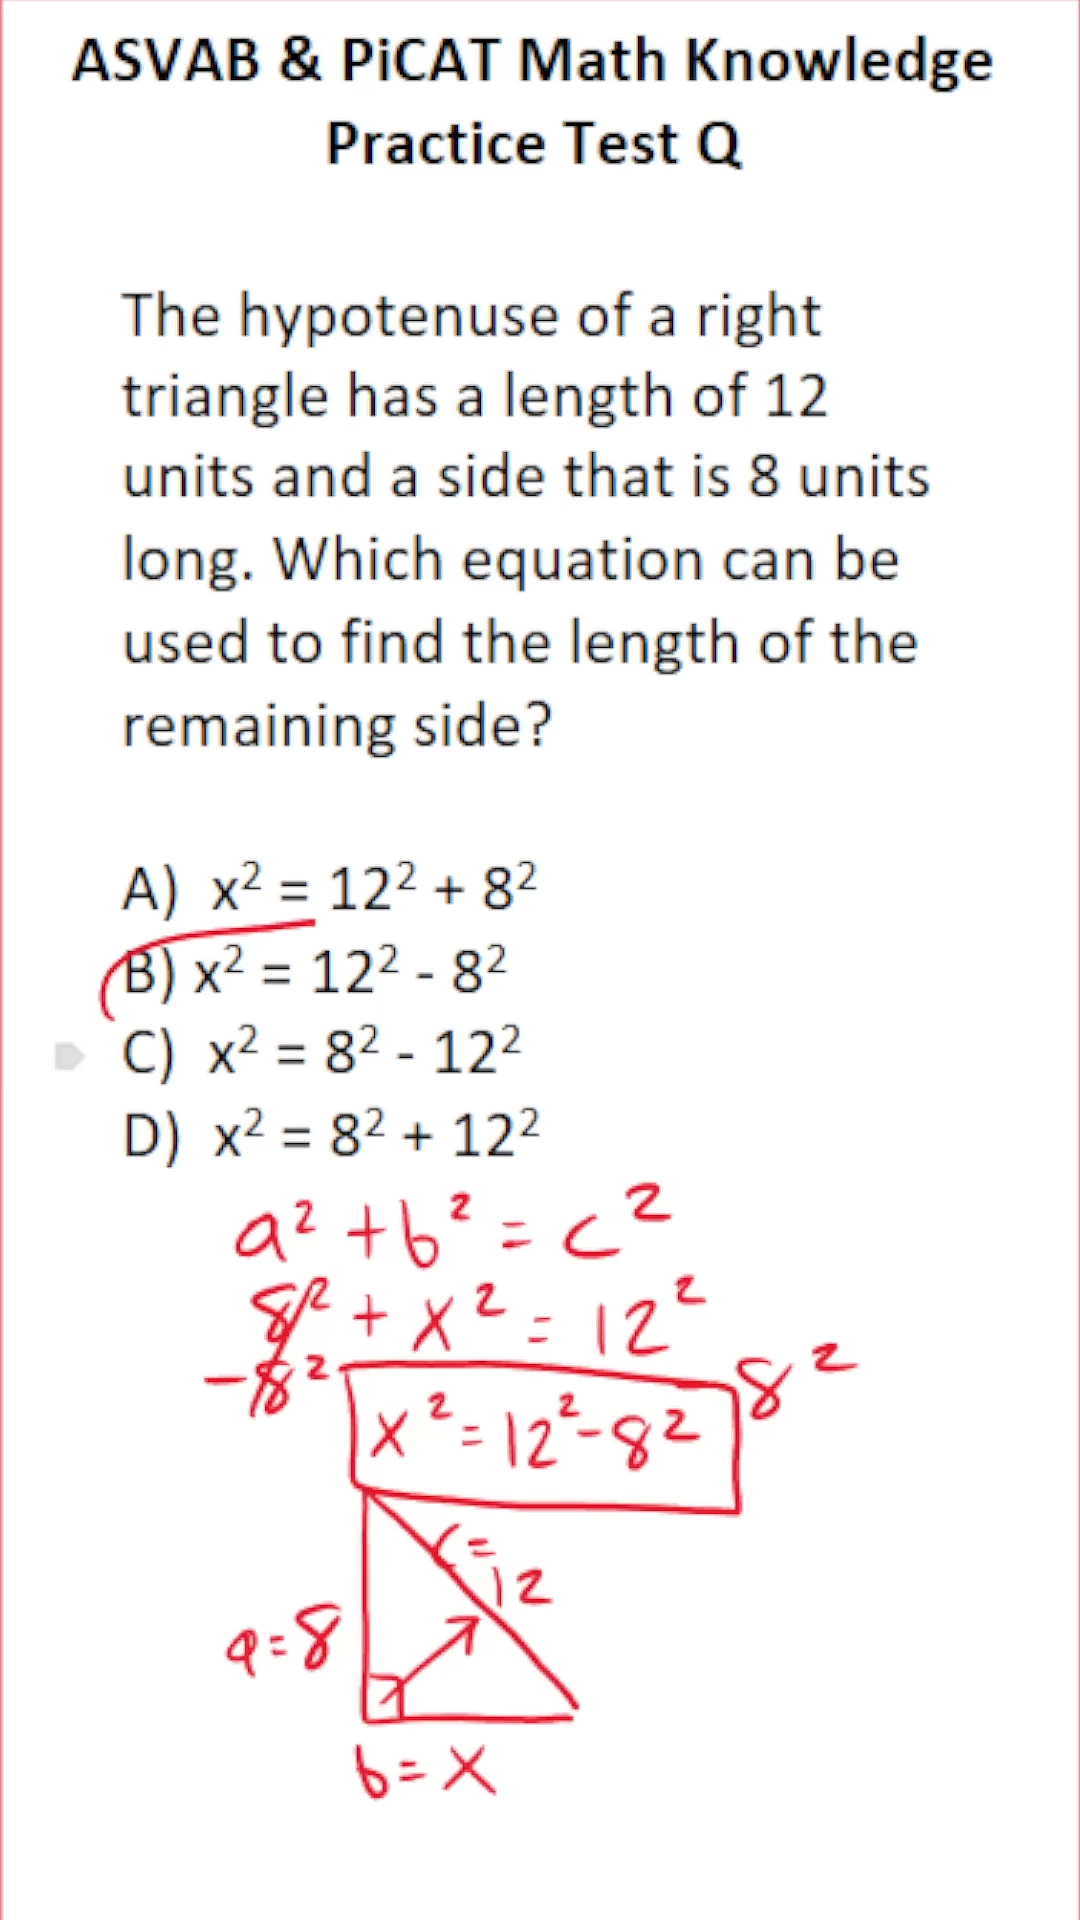 ASVAB & PiCAT Math Knowledge
Practice Test Q
The hypotenuse of a right
triangle has a length of 12
units and a side that is 8 units
long. Which equation can be
used to find the length of the
remaining side?
A) x² = 12² + 8²
B) x² = 12² - 8²
C) x² = 8² - 12²
D) x² = 8² + 12²
a² + b² = c²
8² + x² = 12²
-8² 8²
x² = 12² - 8²
c =
12
a = 8
b = x